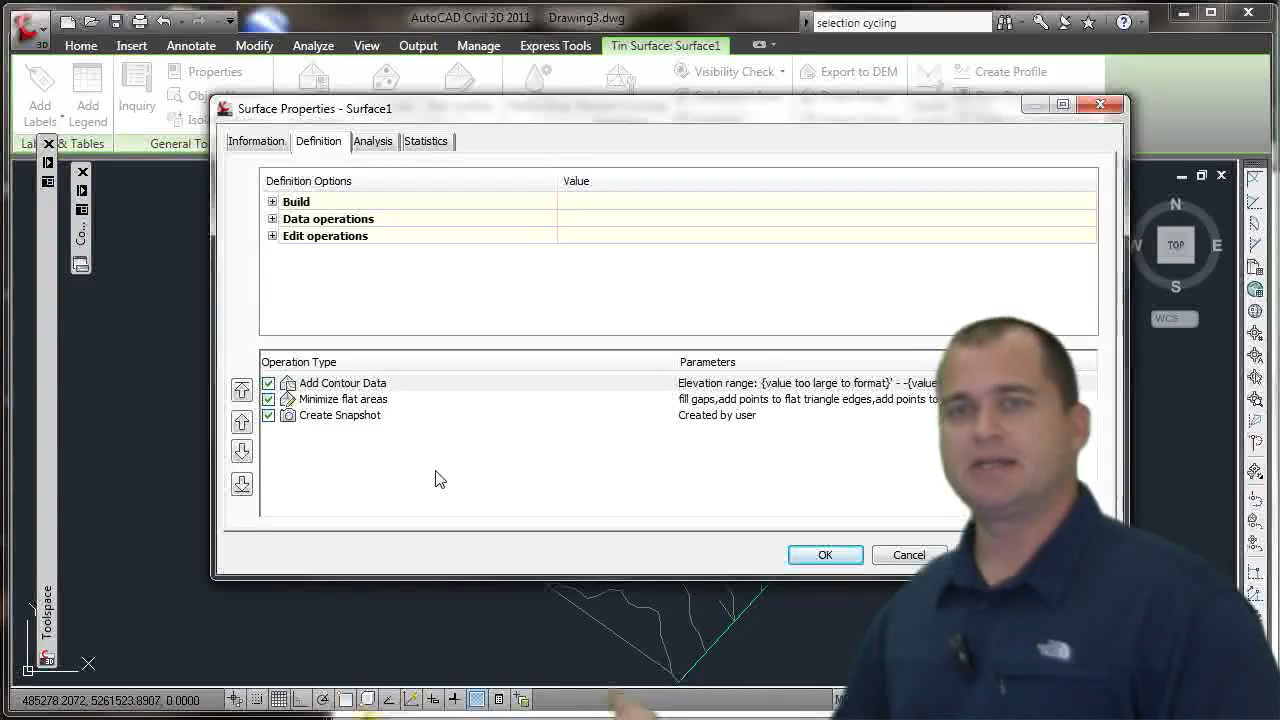 AutoCAD Civil 3D 2011 Drawing3.dwg
selection cycling
3D
Home Insert Annotate Modify Analyze View Output Manage Express Tools Tin Surface: Surface1
Properties
Visibility Check
Export to DEM
Create Profile
Add
Labels
Add
Legend
Inquiry
General
& Tables
Surface Properties - Surface1
Information Definition Analysis Statistics
Definition Options Value
Build
Data operations
Edit operations
Operation Type Parameters
Add Contour Data Elevation range: {value too large to format}' - -{value
Minimize flat areas fill gaps,add points to flat triangle edges,add points to
Create Snapshot Created by user
OK Cancel
Co...
Toolspace
N
W TOP E
S
WCS
485278.2072, 5261523.8907, 0.0000